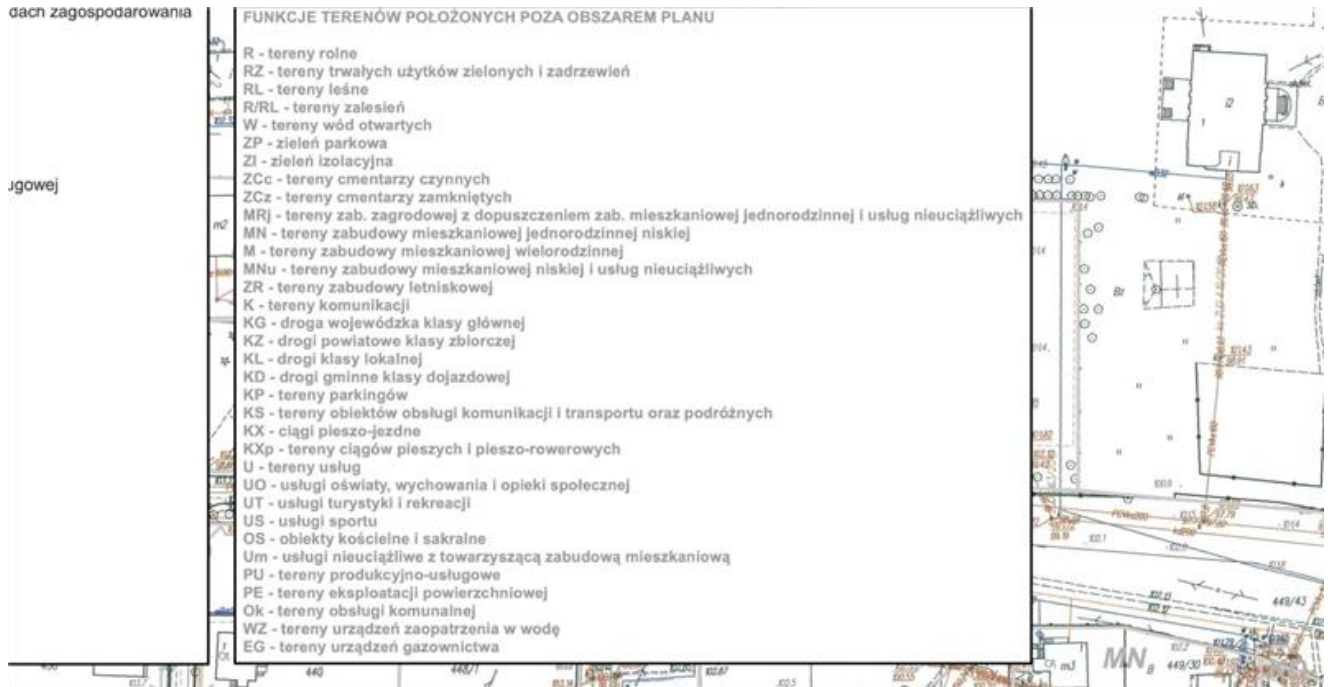 dach zagospodarowania
ugowej
FUNKCJE TERENÓW POŁOŻONYCH POZA OBSZAREM PLANU
R - tereny rolne
RZ - tereny trwałych użytków zielonych i zadrzewień
RL - tereny leśne
R/RL - tereny zalesień
W - tereny wód otwartych
ZP - zieleń parkowa
ZI - zieleń izolacyjna
ZCc - tereny cmentarzy czynnych
ZCz - tereny cmentarzy zamkniętych
MRj - tereny zab. zagrodowej z dopuszczeniem zab. mieszkaniowej jednorodzinnej i usług nieuciążliwych
MN - tereny zabudowy mieszkaniowej jednorodzinnej niskiej
M - tereny zabudowy mieszkaniowej wielorodzinnej
MNu - tereny zabudowy mieszkaniowej niskiej i usług nieuciążliwych
ZR - tereny zabudowy letniskowej
K - tereny komunikacji
KG - droga wojewódzka klasy głównej
KZ - drogi powiatowe klasy zbiorczej
KL - drogi klasy lokalnej
KD - drogi gminne klasy dojazdowej
KP - tereny parkingów
KS - tereny obiektów obsługi komunikacji i transportu oraz podróżnych
KX - ciągi pieszo-jezdne
KXp - tereny ciągów pieszych i pieszo-rowerowych
U - tereny usług
UO - usługi oświaty, wychowania i opieki społecznej
UT - usługi turystyki i rekreacji
US - usługi sportu
OS - obiekty kościelne i sakralne
Um - usługi nieuciążliwe z towarzyszącą zabudową mieszkaniową
PU - tereny produkcyjno-usługowe
PE - tereny eksploatacji powierzchniowej
Ok - tereny obsługi komunalnej
WZ - tereny urządzeń zaopatrzenia w wodę
EG - tereny urządzeń gazownictwa
m2
i2
Bz
100.1
449/43
440
448/1
m3
MN
B
449/30